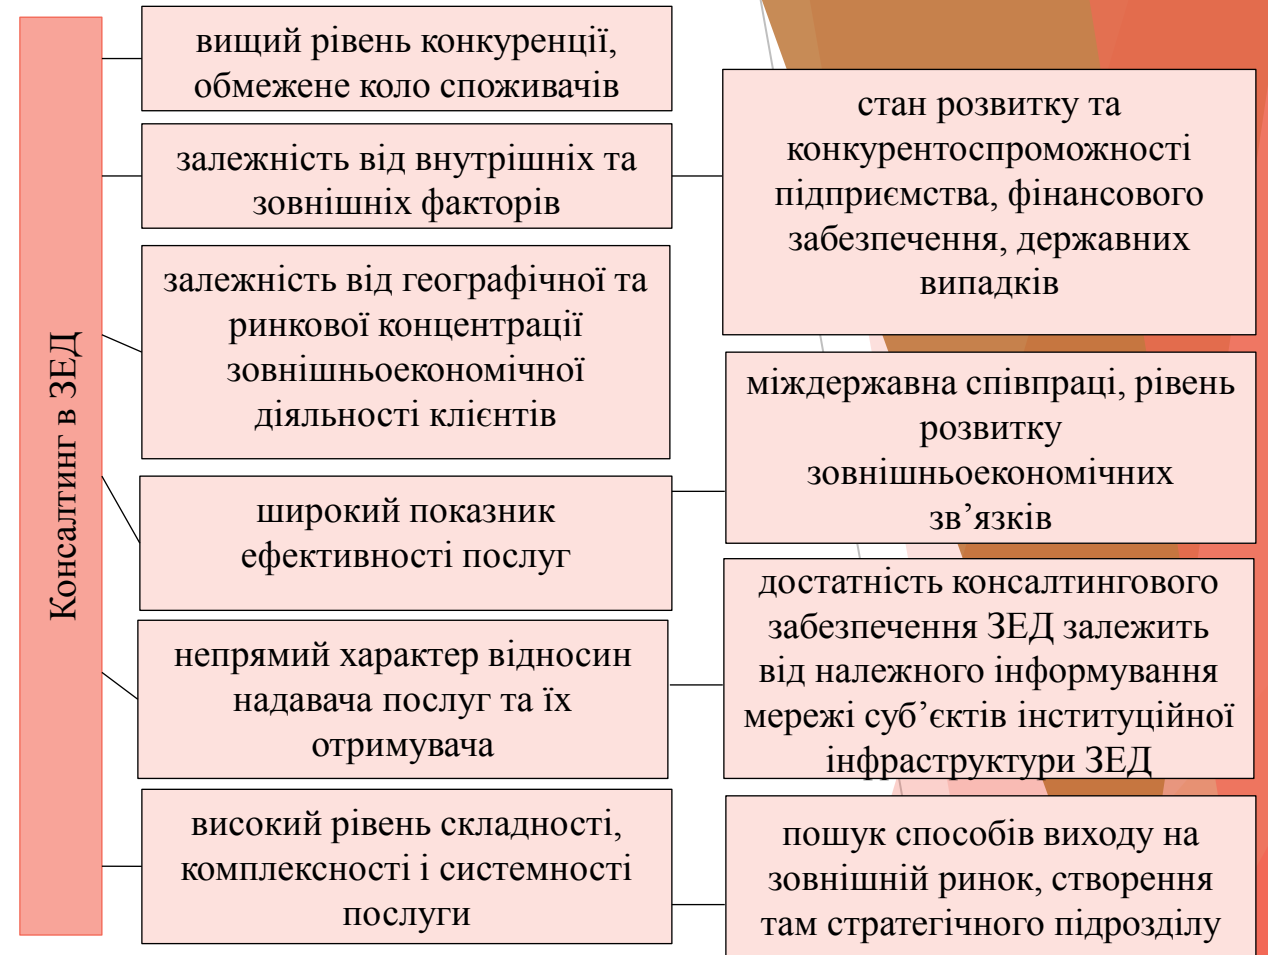 Консалтинг в ЗЕД
вищий рівень конкуренції,
обмежене коло споживачів
залежність від внутрішніх та
зовнішніх факторів
стан розвитку та
конкурентоспроможності
підприємства, фінансового
забезпечення, державних
випадків
залежність від географічної та
ринкової концентрації
зовнішньоекономічної
діяльності клієнтів
широкий показник
ефективності послуг
міждержавна співпраці, рівень
розвитку
зовнішньоекономічних
зв’язків
непрямий характер відносин
надавача послуг та їх
отримувача
достатність консалтингового
забезпечення ЗЕД залежить
від належного інформування
мережі суб’єктів інституційної
інфраструктури ЗЕД
високий рівень складності,
комплексності і системності
послуги
пошук способів виходу на
зовнішній ринок, створення
там стратегічного підрозділу